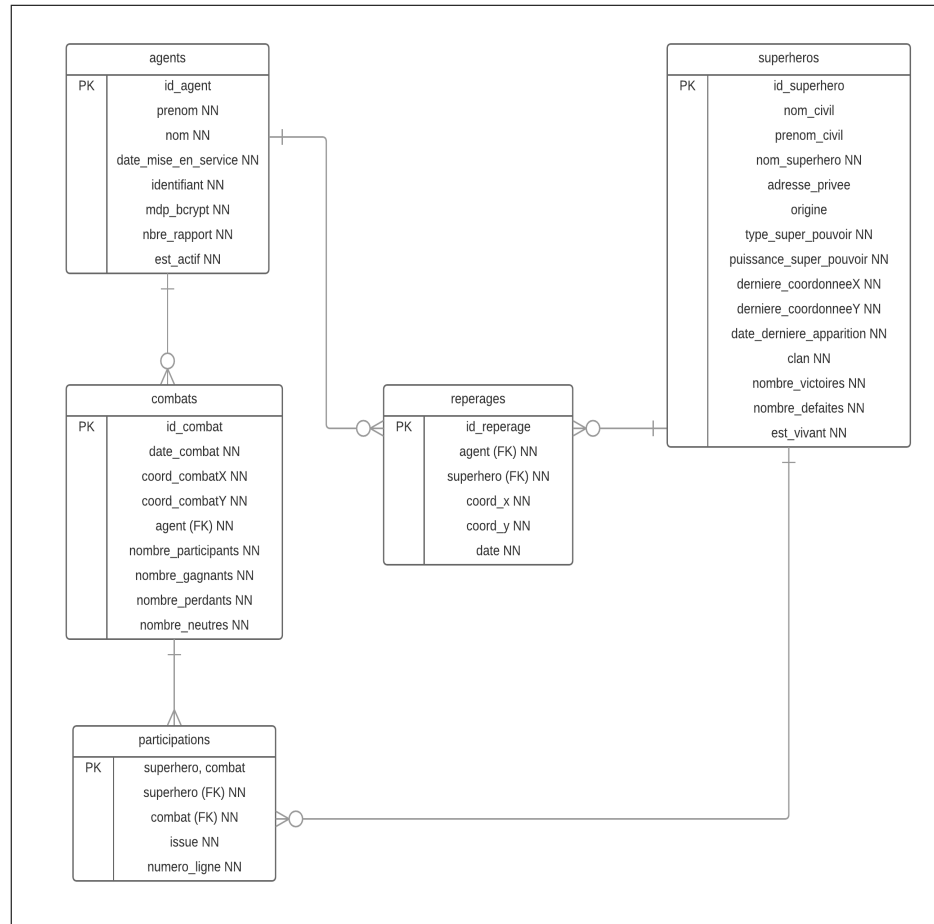 agents
PK id_agent
prenom NN
nom NN
date_mise_en_service NN
identifiant NN
mdp_bcrypt NN
nbre_rapport NN
est_actif NN
superheros
PK id_superhero
nom_civil
prenom_civil
nom_superhero NN
adresse_privee
origine
type_super_pouvoir NN
puissance_super_pouvoir NN
derniere_coordonneeX NN
derniere_coordonneeY NN
date_derniere_apparition NN
clan NN
nombre_victoires NN
nombre_defaites NN
est_vivant NN
combats
PK id_combat
date_combat NN
coord_combatX NN
coord_combatY NN
agent (FK) NN
nombre_participants NN
nombre_gagnants NN
nombre_perdants NN
nombre_neutres NN
reperages
PK id_reperage
agent (FK) NN
superhero (FK) NN
coord_x NN
coord_y NN
date NN
participations
PK superhero, combat
superhero (FK) NN
combat (FK) NN
issue NN
numero_ligne NN